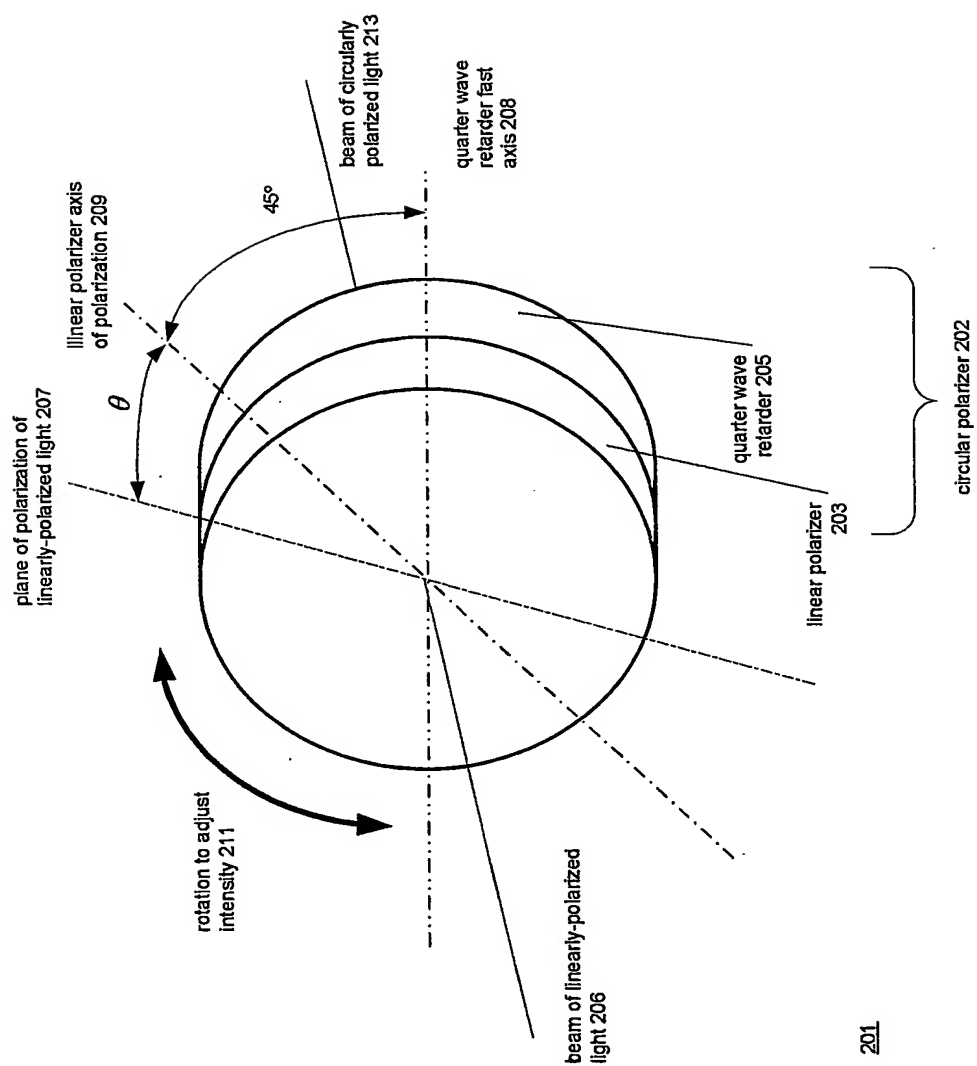 plane of polarization of
linearly-polarized light 207
Illinear polarizer axis
of polarization 209
θ
45°
beam of circularly
polarized light 213
quarter wave
retarder fast
axis 208
rotation to adjust
intensity 211
beam of linearly-polarized
light 206
linear polarizer
203
quarter wave
retarder 205
circular polarizer 202
201